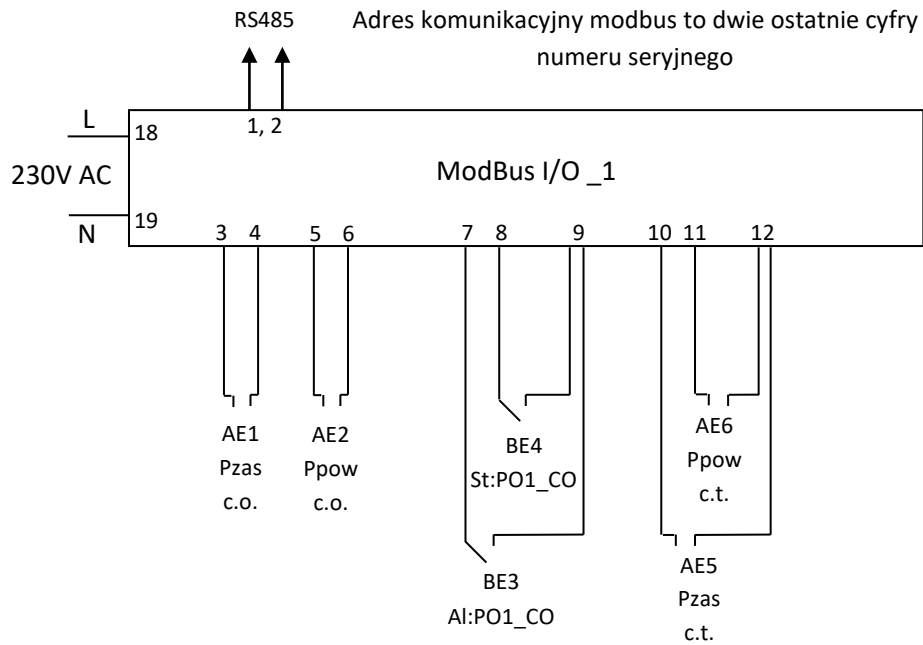 RS485
Adres komunikacyjny modbus to dwie ostatnie cyfry
numeru seryjnego
L
18
1, 2
230V AC
ModBus I/O _1
N
19
3 4 5 6 7 8 9 10 11 12
AE1
Pzas
c.o.
AE2
Ppow
c.o.
BE4
St:PO1_CO
AE6
Ppow
c.t.
BE3
Al:PO1_CO
AE5
Pzas
c.t.